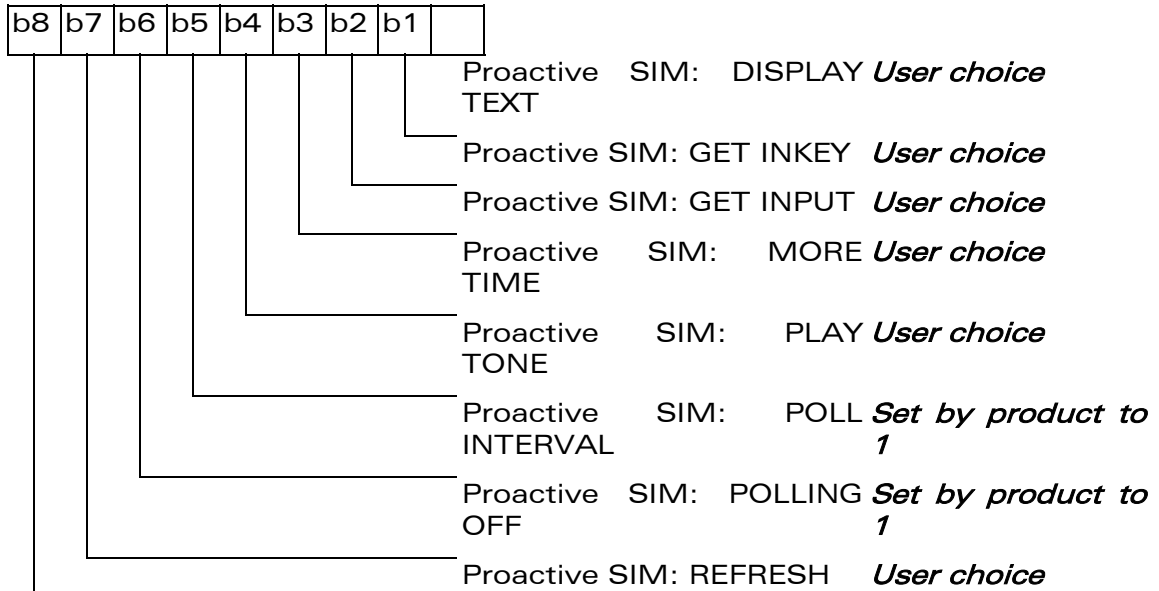 b8 b7 b6 b5 b4 b3 b2 b1
Proactive SIM: DISPLAY User choice
TEXT
Proactive SIM: GET INKEY User choice
Proactive SIM: GET INPUT User choice
Proactive SIM: MORE User choice
TIME
Proactive SIM: PLAY User choice
TONE
Proactive SIM: POLL Set by product to
INTERVAL 1
Proactive SIM: POLLING Set by product to
OFF 1
Proactive SIM: REFRESH User choice